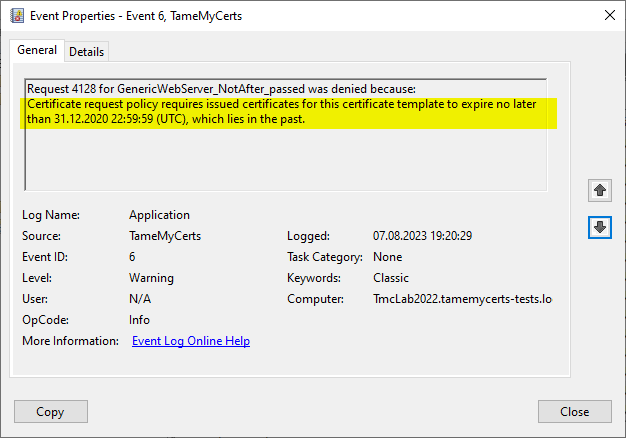 Event Properties - Event 6, TameMyCerts
General Details
Request 4128 for GenericWebServer_NotAfter_passed was denied because:
Certificate request policy requires issued certificates for this certificate template to expire no later
than 31.12.2020 22:59:59 (UTC), which lies in the past.
Log Name: Application
Source: TameMyCerts Logged: 07.08.2023 19:20:29
Event ID: 6 Task Category: None
Level: Warning Keywords: Classic
User: N/A Computer: TmcLab2022.tamemycerts-tests.lo
OpCode: Info
More Information: Event Log Online Help
Copy Close